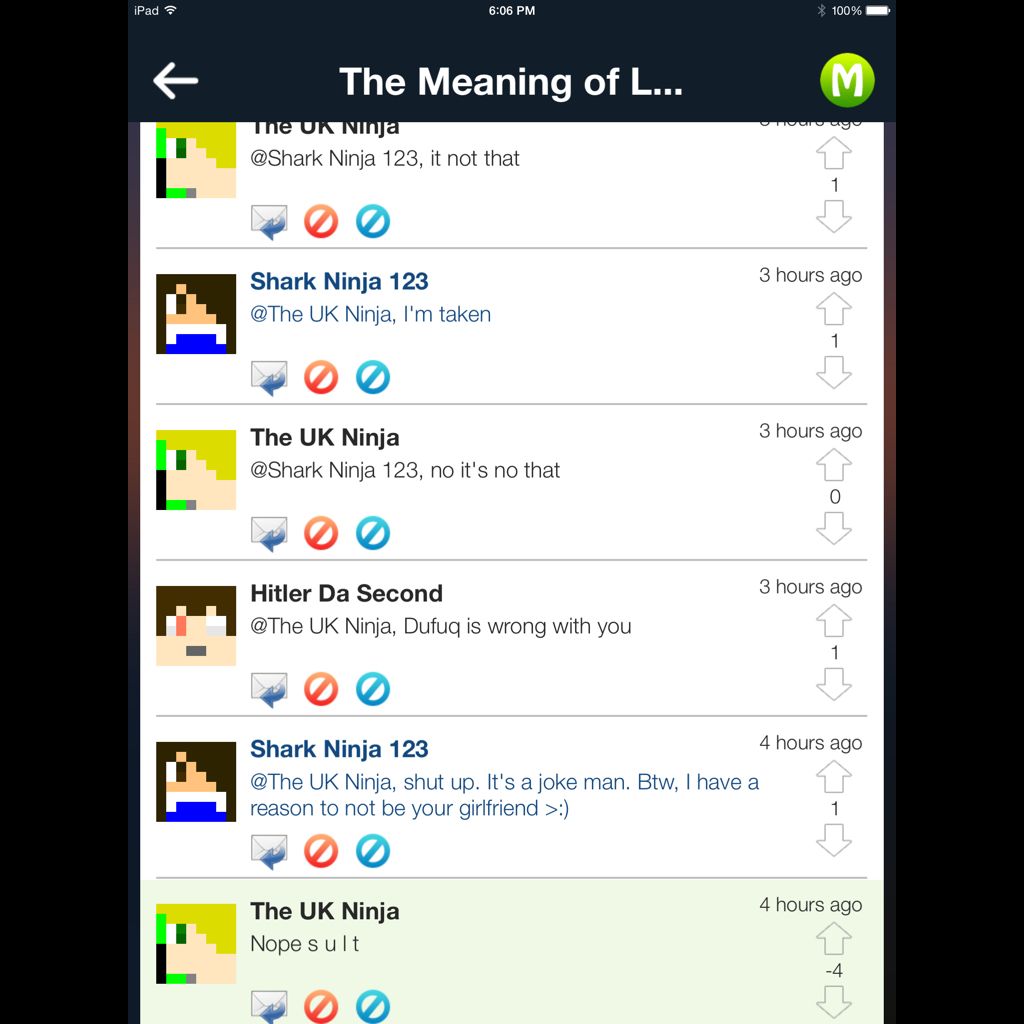 iPad 6:06 PM 100%
The Meaning of L... M
The UK Ninja 3 hours ago
@Shark Ninja 123, it not that
1
Shark Ninja 123 3 hours ago
@The UK Ninja, I'm taken
1
The UK Ninja 3 hours ago
@Shark Ninja 123, no it's no that
0
Hitler Da Second 3 hours ago
@The UK Ninja, Dufuq is wrong with you
1
Shark Ninja 123 4 hours ago
@The UK Ninja, shut up. It's a joke man. Btw, I have a
reason to not be your girlfriend >:)
1
The UK Ninja 4 hours ago
Nope s u l t
-4